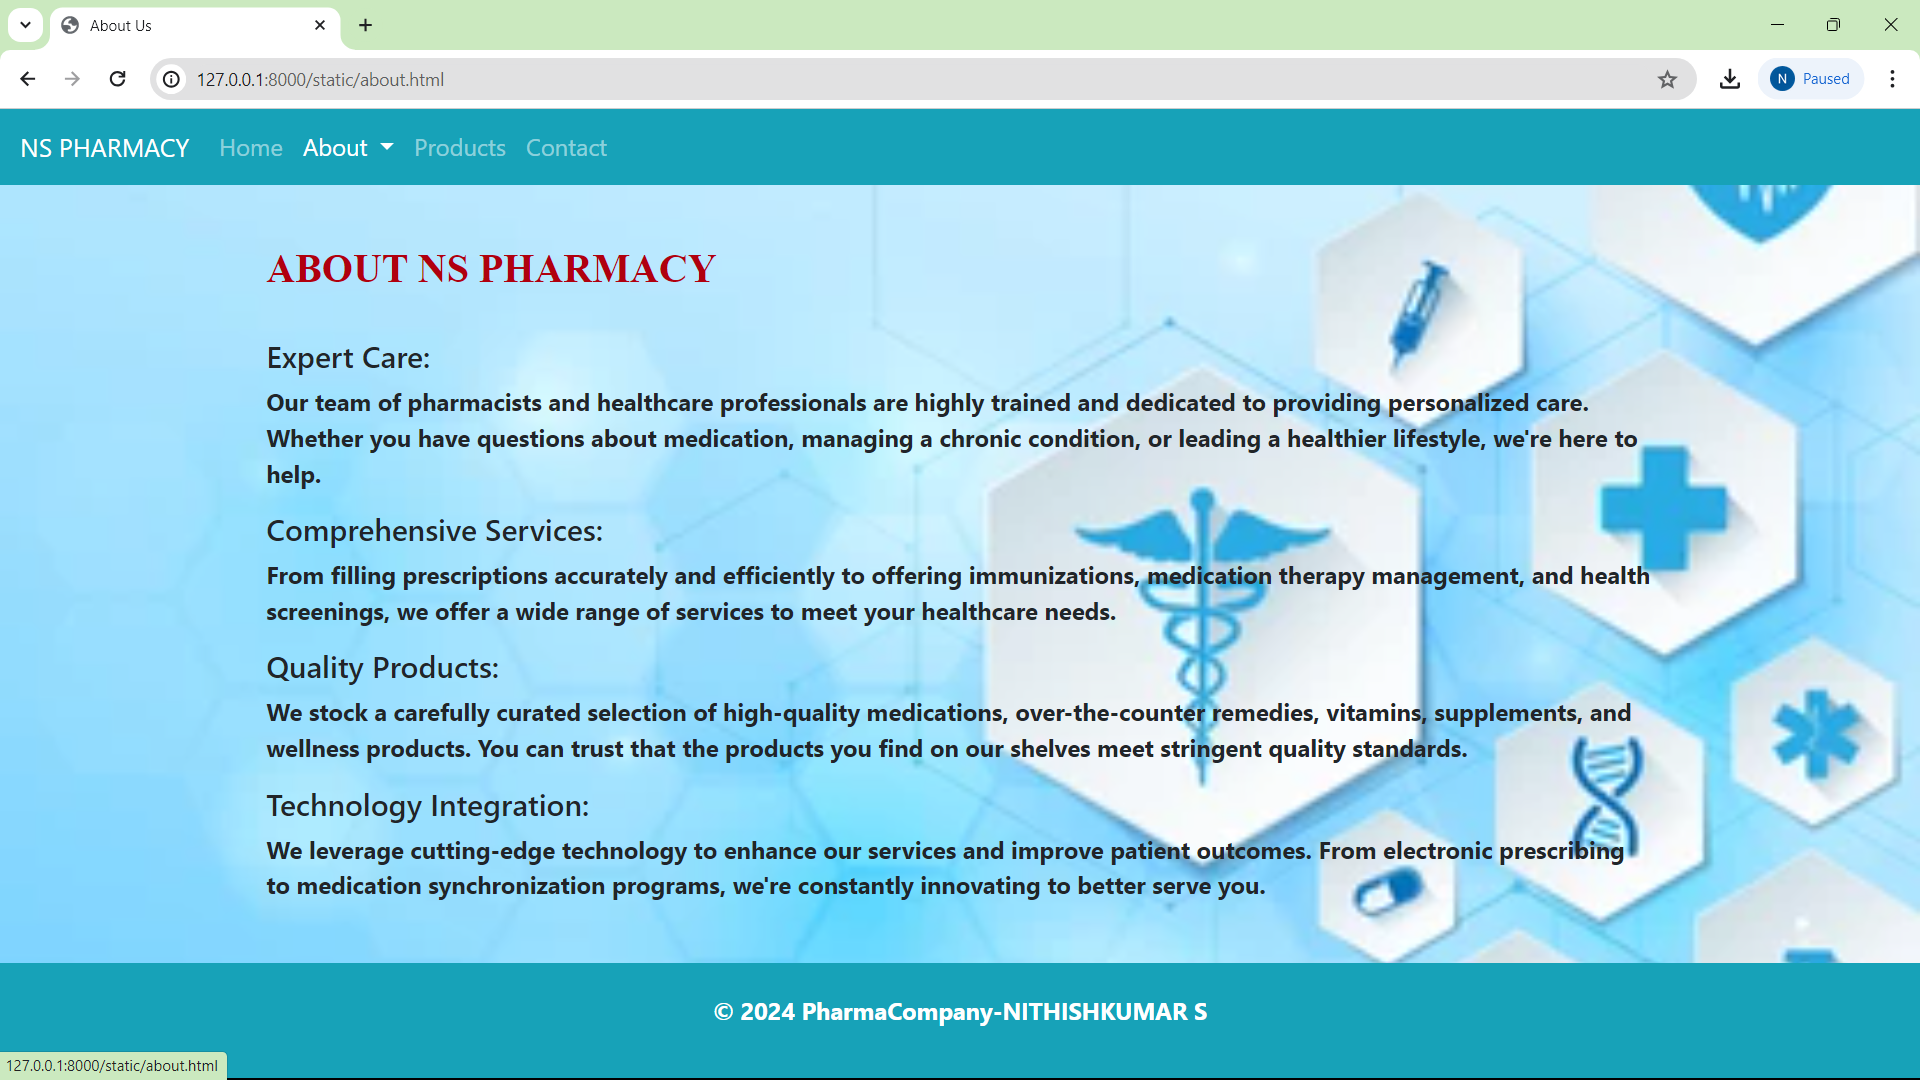 About Us
127.0.0.1:8000/static/about.html
N Paused
NS PHARMACY Home About Products Contact
ABOUT NS PHARMACY
Expert Care:
Our team of pharmacists and healthcare professionals are highly trained and dedicated to providing personalized care.
Whether you have questions about medication, managing a chronic condition, or leading a healthier lifestyle, we're here to
help.
Comprehensive Services:
From filling prescriptions accurately and efficiently to offering immunizations, medication therapy management, and health
screenings, we offer a wide range of services to meet your healthcare needs.
Quality Products:
We stock a carefully curated selection of high-quality medications, over-the-counter remedies, vitamins, supplements, and
wellness products. You can trust that the products you find on our shelves meet stringent quality standards.
Technology Integration:
We leverage cutting-edge technology to enhance our services and improve patient outcomes. From electronic prescribing
to medication synchronization programs, we're constantly innovating to better serve you.
© 2024 PharmaCompany-NITHISHKUMAR S
127.0.0.1:8000/static/about.html